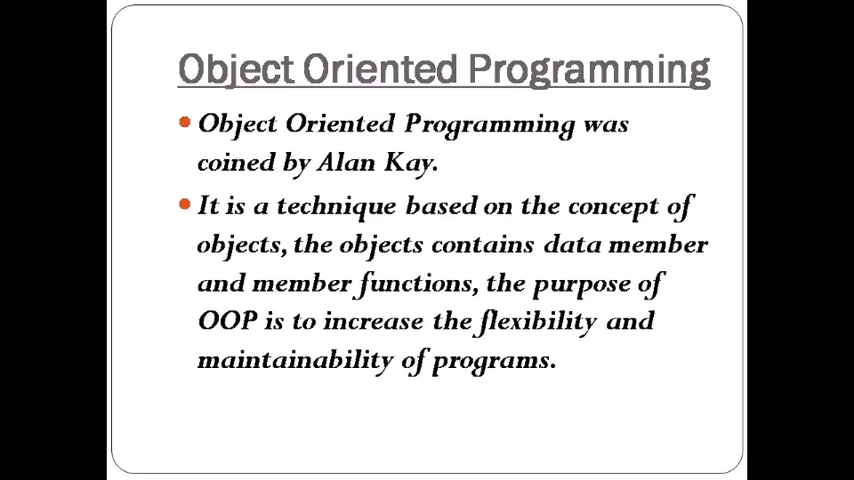 Object Oriented Programming
• Object Oriented Programming was
coined by Alan Kay.
• It is a technique based on the concept of
objects, the objects contains data member
and member functions, the purpose of
OOP is to increase the flexibility and
maintainability of programs.